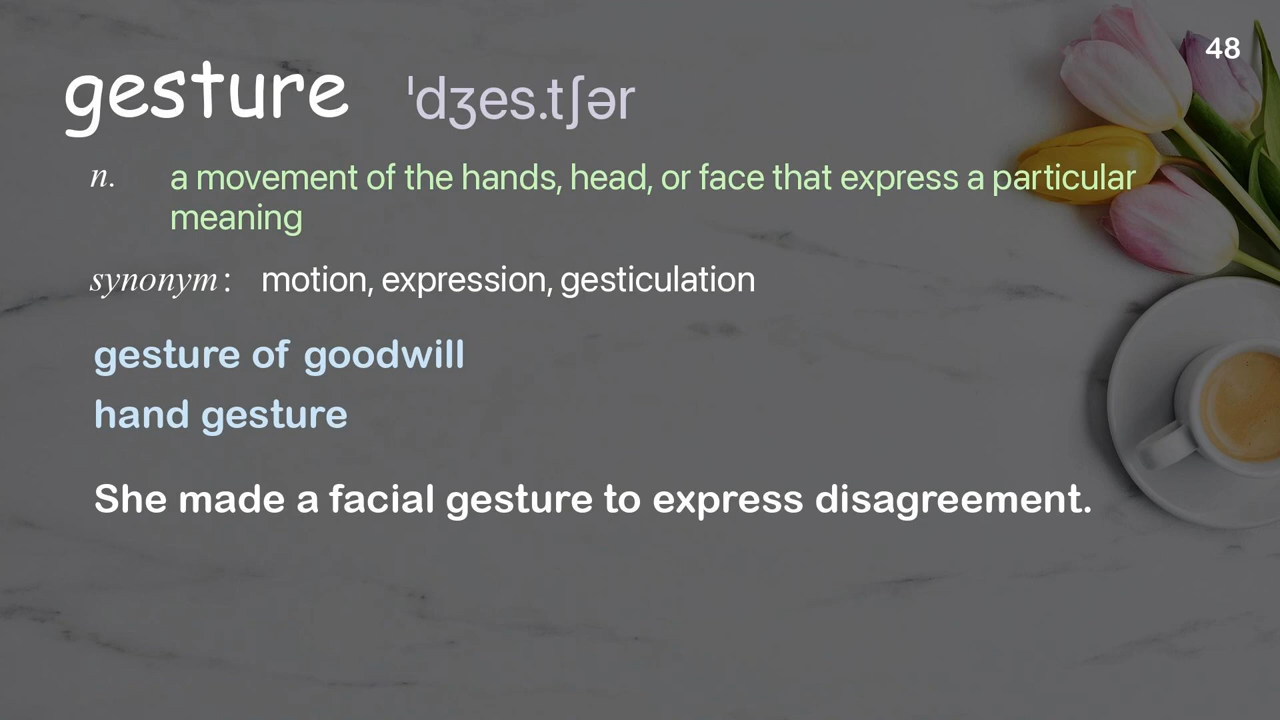 48
gesture ˈdʒes.tʃər
n. a movement of the hands, head, or face that express a particular
meaning
synonym: motion, expression, gesticulation
gesture of goodwill
hand gesture
She made a facial gesture to express disagreement.